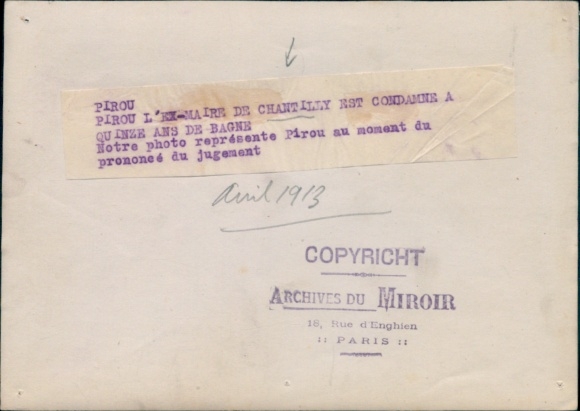 PIROU
PIROU L'EX-MAIRE DE CHANTILLY EST CONDAMNE A
QUINZE ANS DE BAGNE
Notre photo représente Pirou au moment du
prononcé du jugement
Avril 1913
COPYRIGHT
ARCHIVES DU MIROIR
18, Rue d'Enghien
:: PARIS ::